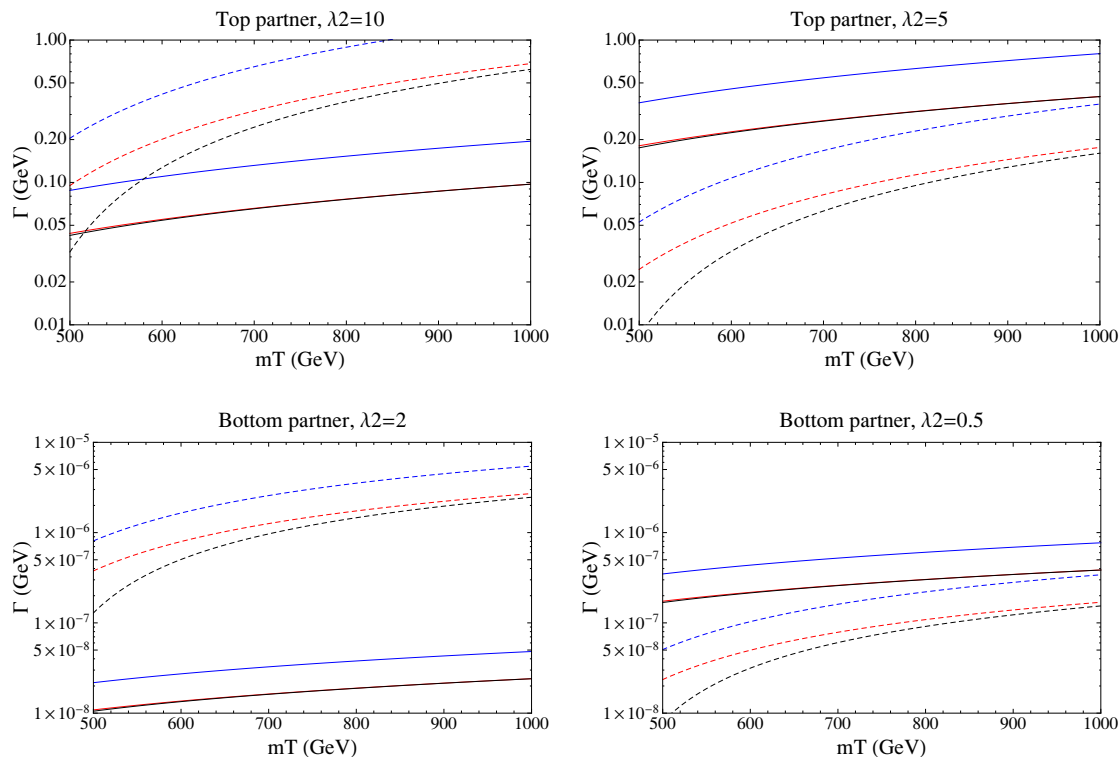 Top partner, λ2=10
Γ (GeV)
1.00
0.50
0.20
0.10
0.05
0.02
0.01
500 600 700 800 900 1000
mT (GeV)
Top partner, λ2=5
Γ (GeV)
1.00
0.50
0.20
0.10
0.05
0.02
0.01
500 600 700 800 900 1000
mT (GeV)
Bottom partner, λ2=2
Γ (GeV)
1×10⁻⁵
5×10⁻⁶
1×10⁻⁶
5×10⁻⁷
1×10⁻⁷
5×10⁻⁸
1×10⁻⁸
500 600 700 800 900 1000
mT (GeV)
Bottom partner, λ2=0.5
Γ (GeV)
1×10⁻⁵
5×10⁻⁶
1×10⁻⁶
5×10⁻⁷
1×10⁻⁷
5×10⁻⁸
1×10⁻⁸
500 600 700 800 900 1000
mT (GeV)